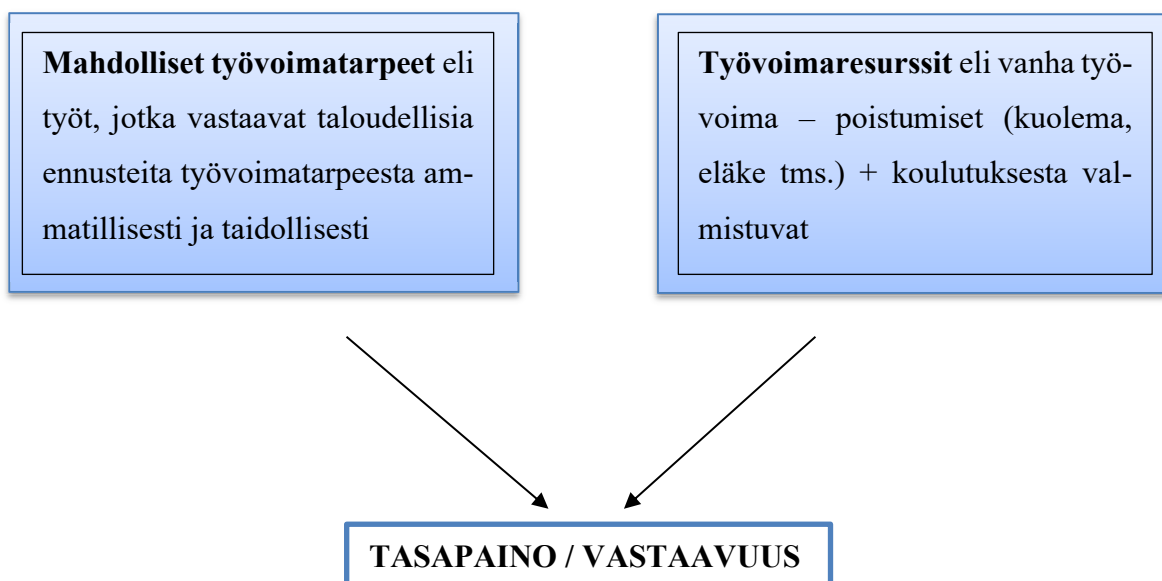 Mahdolliset työvoimatarpeet eli
työt, jotka vastaavat taloudellisia
ennusteita työvoimatarpeesta am-
matillisesti ja taidollisesti
Työvoimaresurssit eli vanha työ-
voima – poistumiset (kuolema,
eläke tms.) + koulutuksesta val-
mistuvat
TASAPAINO / VASTAAVUUS